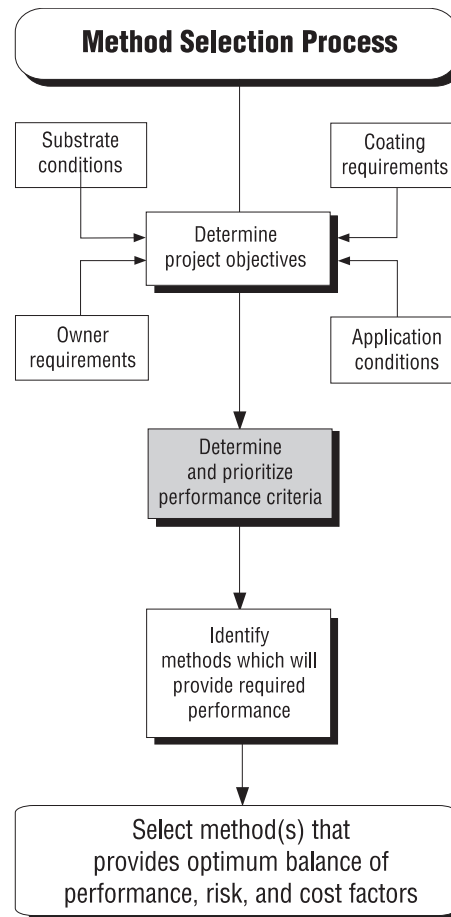 Method Selection Process
Substrate
conditions
Coating
requirements
Determine
project objectives
Owner
requirements
Application
conditions
Determine
and prioritize
performance criteria
Identify
methods which will
provide required
performance
Select method(s) that
provides optimum balance of
performance, risk, and cost factors